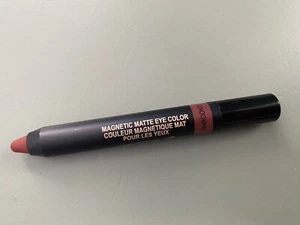 MAGNETIC MATTE EYE COLOR
COULEUR MAGNETIQUE MAT
POUR LES YEUX